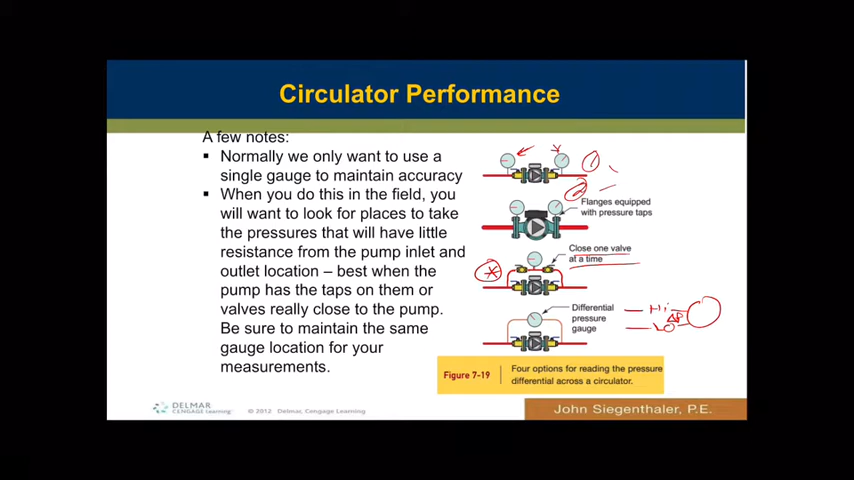 Circulator Performance
A few notes:
▪ Normally we only want to use a
single gauge to maintain accuracy
▪ When you do this in the field, you
will want to look for places to take
the pressures that will have little
resistance from the pump inlet and
outlet location – best when the
pump has the taps on them or
valves really close to the pump.
Be sure to maintain the same
gauge location for your
measurements.
1
2
Flanges equipped
with pressure taps
Close one valve
at a time
*
Differential
pressure
gauge
Hi
ΔP
LO
Figure 7-19
Four options for reading the pressure
differential across a circulator.
DELMAR
CENGAGE Learning
© 2012 Delmar, Cengage Learning
John Siegenthaler, P.E.